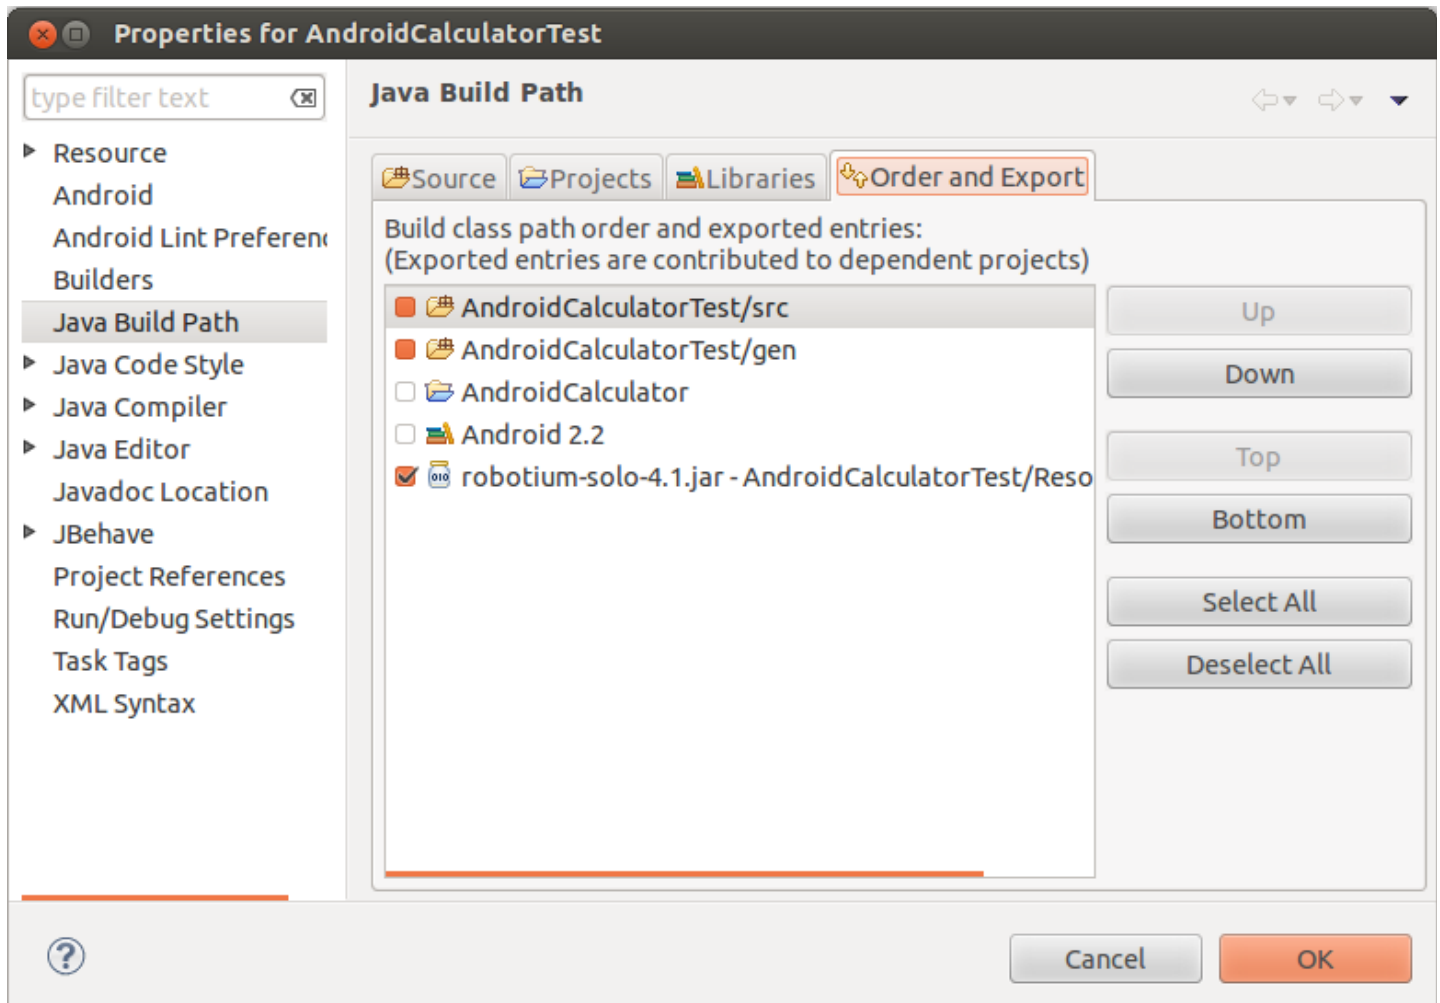 Properties for AndroidCalculatorTest
type filter text
Resource
Android
Android Lint Preferen
Builders
Java Build Path
Java Code Style
Java Compiler
Java Editor
Javadoc Location
JBehave
Project References
Run/Debug Settings
Task Tags
XML Syntax
Java Build Path
Source
Projects
Libraries
Order and Export
Build class path order and exported entries:
(Exported entries are contributed to dependent projects)
AndroidCalculatorTest/src
AndroidCalculatorTest/gen
AndroidCalculator
Android 2.2
robotium-solo-4.1.jar - AndroidCalculatorTest/Reso
Up
Down
Top
Bottom
Select All
Deselect All
?
Cancel
OK